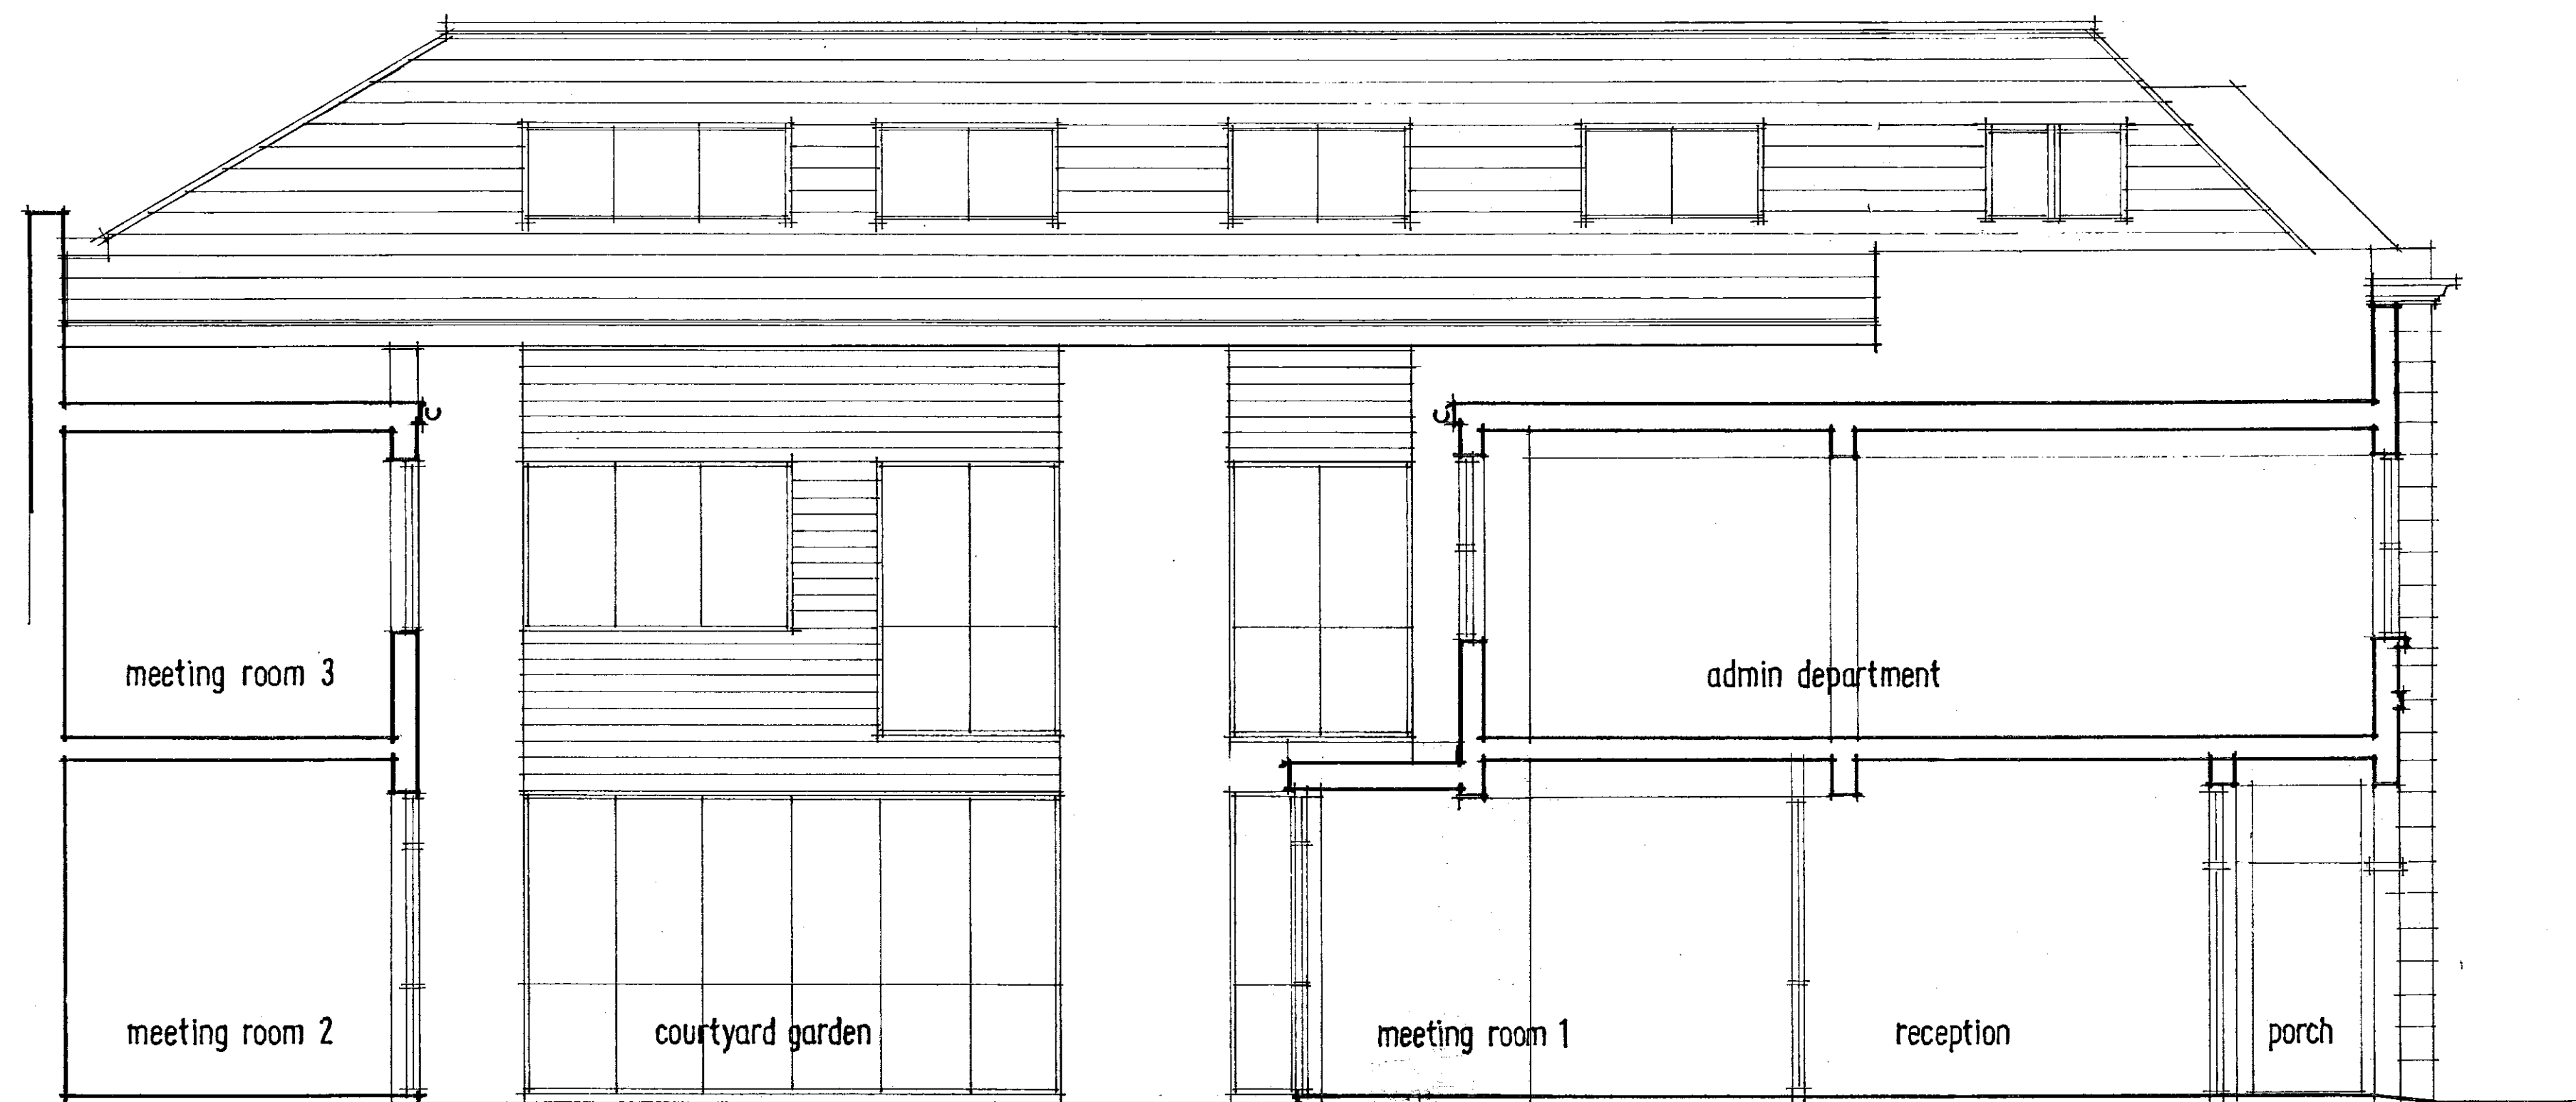 meeting room 3
admin department
meeting room 2
courtyard garden
meeting room 1
reception
porch